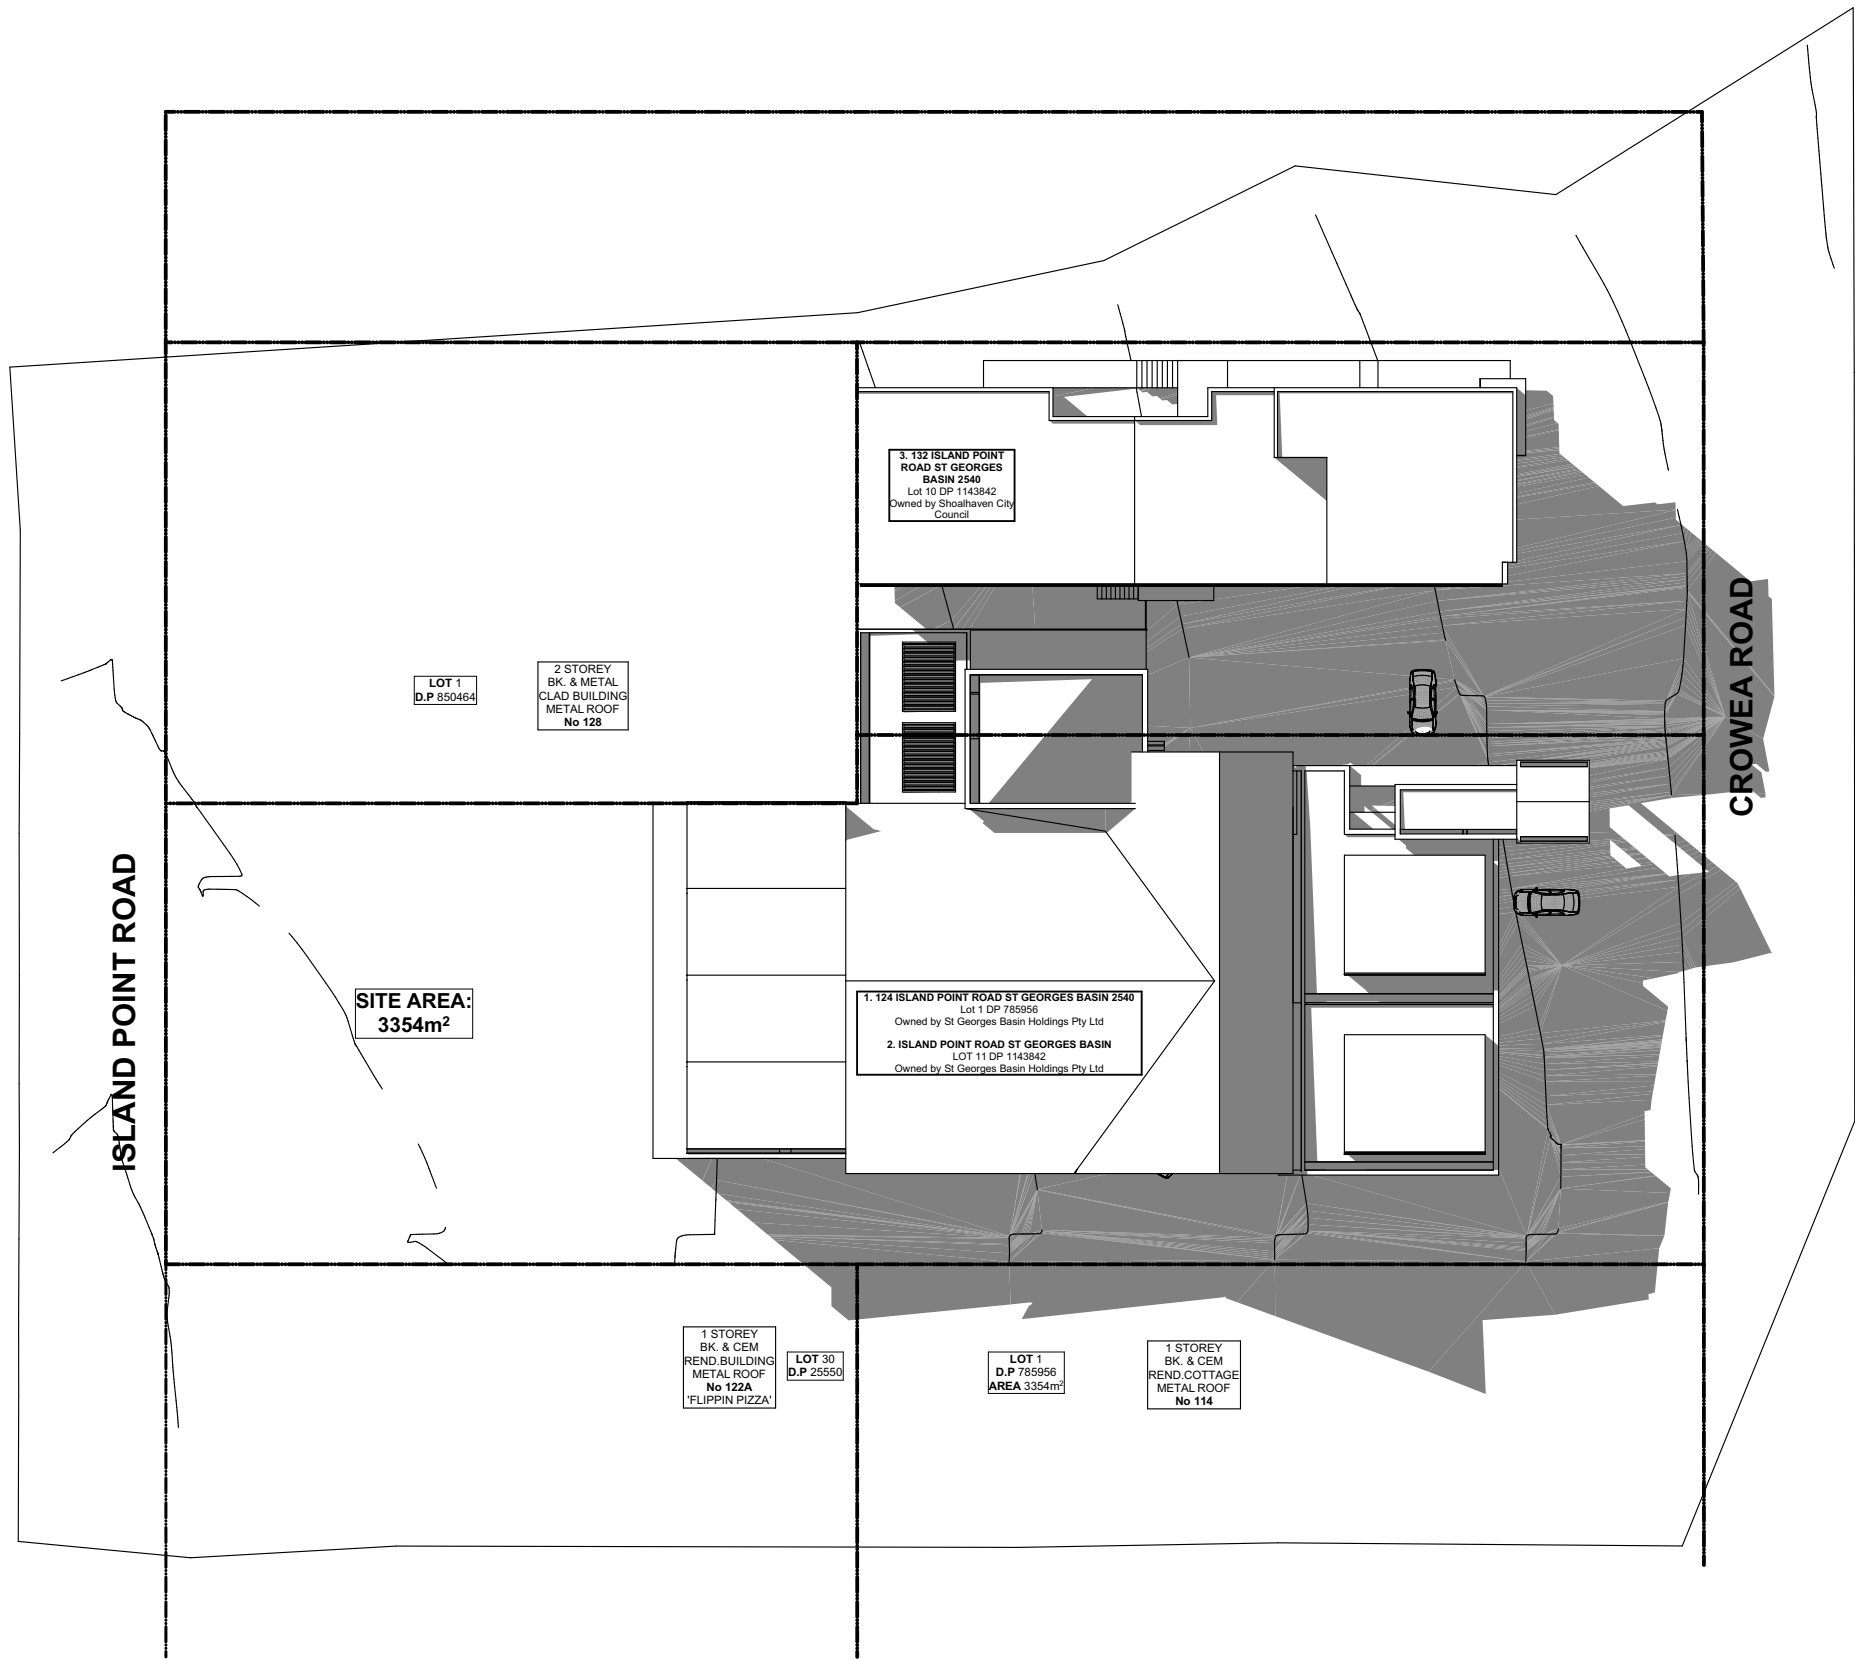 3. 132 ISLAND POINT
ROAD ST GEORGES
BASIN 2540
Lot 10 DP 1143842
Owned by Shoalhaven City
Council
CROWEA ROAD
LOT 1
D.P 850464
2 STOREY
BK. & METAL
CLAD BUILDING
METAL ROOF
No 128
ISLAND POINT ROAD
SITE AREA:
3354m²
1. 124 ISLAND POINT ROAD ST GEORGES BASIN 2540
Lot 1 DP 785956
Owned by St Georges Basin Holdings Pty Ltd
2. ISLAND POINT ROAD ST GEORGES BASIN
LOT 11 DP 1143842
Owned by St Georges Basin Holdings Pty Ltd
1 STOREY
BK. & CEM
REND.BUILDING
METAL ROOF
No 122A
'FLIPPIN PIZZA'
LOT 30
D.P 25550
LOT 1
D.P 785956
AREA 3354m²
1 STOREY
BK. & CEM
REND.COTTAGE
METAL ROOF
No 114